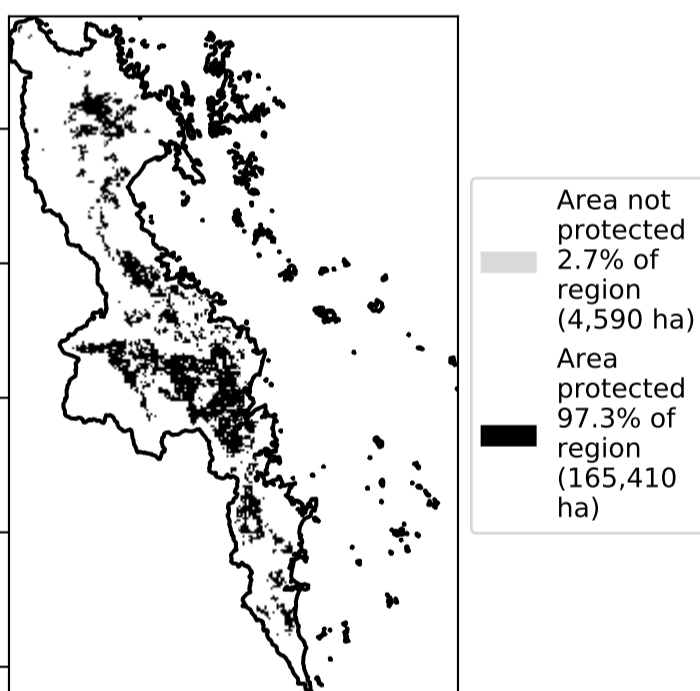 Area not
protected
2.7% of
region
(4,590 ha)
Area
protected
97.3% of
region
(165,410
ha)